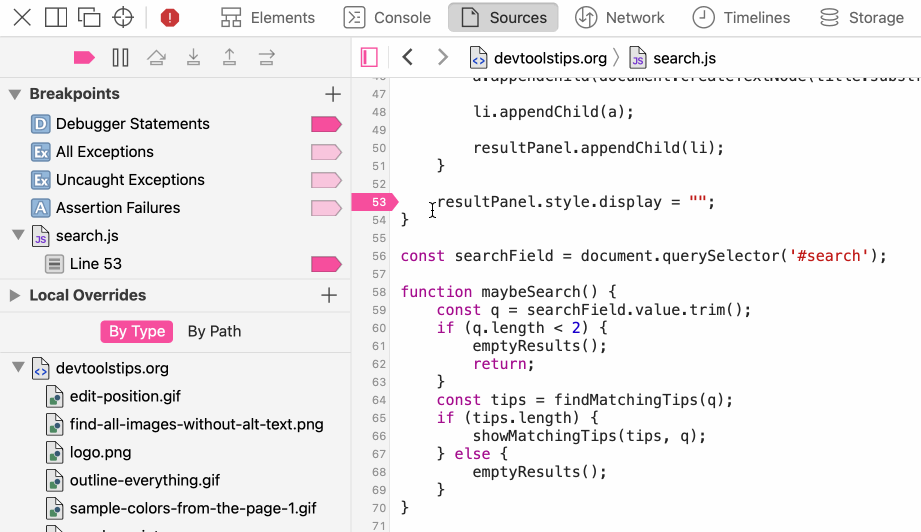 Elements Console Sources Network Timelines Storage
devtoolstips.org search.js
Breakpoints
D Debugger Statements
Ex All Exceptions
Ex Uncaught Exceptions
A Assertion Failures
JS search.js
Line 53
Local Overrides
By Type By Path
devtoolstips.org
edit-position.gif
find-all-images-without-alt-text.png
logo.png
outline-everything.gif
sample-colors-from-the-page-1.gif
47
48 li.appendChild(a);
49
50 resultPanel.appendChild(li);
51 }
52
53 resultPanel.style.display = "";
54 }
55
56 const searchField = document.querySelector('#search');
57
58 function maybeSearch() {
59 const q = searchField.value.trim();
60 if (q.length < 2) {
61 emptyResults();
62 return;
63 }
64 const tips = findMatchingTips(q);
65 if (tips.length) {
66 showMatchingTips(tips, q);
67 } else {
68 emptyResults();
69 }
70 }
71